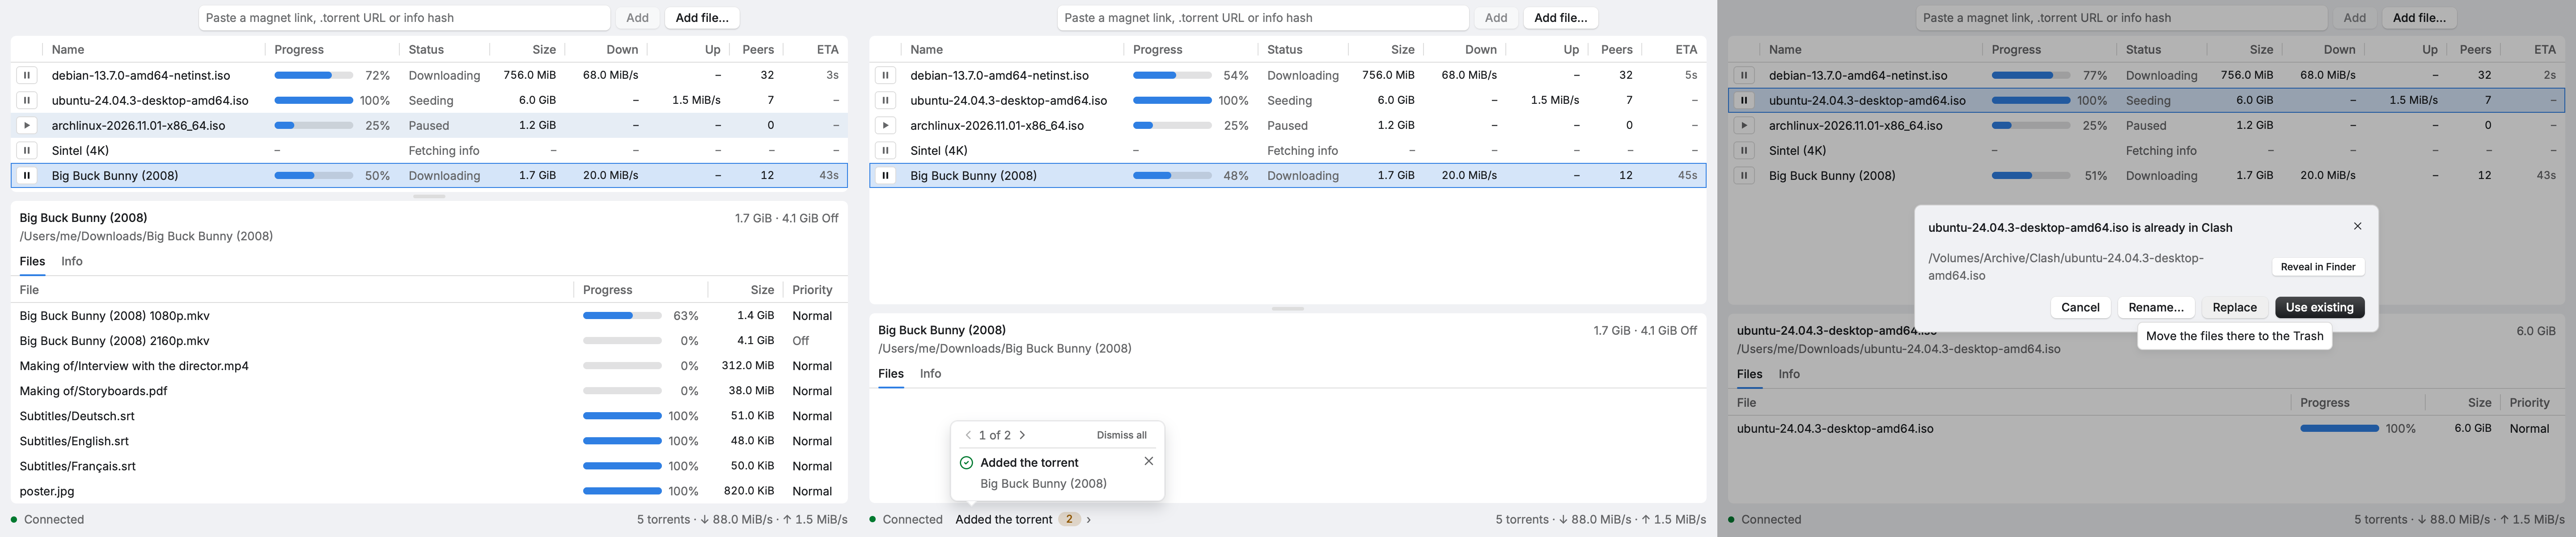 Paste a magnet link, .torrent URL or info hash Add Add file...
Name Progress Status Size Down Up Peers ETA
debian-13.7.0-amd64-netinst.iso 72% Downloading 756.0 MiB 68.0 MiB/s – 32 3s
ubuntu-24.04.3-desktop-amd64.iso 100% Seeding 6.0 GiB – 1.5 MiB/s 7 –
archlinux-2026.11.01-x86_64.iso 25% Paused 1.2 GiB – – 0 –
Sintel (4K) – Fetching info – – – – –
Big Buck Bunny (2008) 50% Downloading 1.7 GiB 20.0 MiB/s – 12 43s
Big Buck Bunny (2008) 1.7 GiB · 4.1 GiB Off
/Users/me/Downloads/Big Buck Bunny (2008)
Files Info
File Progress Size Priority
Big Buck Bunny (2008) 1080p.mkv 63% 1.4 GiB Normal
Big Buck Bunny (2008) 2160p.mkv 0% 4.1 GiB Off
Making of/Interview with the director.mp4 0% 312.0 MiB Normal
Making of/Storyboards.pdf 0% 38.0 MiB Normal
Subtitles/Deutsch.srt 100% 51.0 KiB Normal
Subtitles/English.srt 100% 48.0 KiB Normal
Subtitles/Français.srt 100% 50.0 KiB Normal
poster.jpg 100% 820.0 KiB Normal
Connected 5 torrents · ↓ 88.0 MiB/s · ↑ 1.5 MiB/s
Paste a magnet link, .torrent URL or info hash Add Add file...
Name Progress Status Size Down Up Peers ETA
debian-13.7.0-amd64-netinst.iso 54% Downloading 756.0 MiB 68.0 MiB/s – 32 5s
ubuntu-24.04.3-desktop-amd64.iso 100% Seeding 6.0 GiB – 1.5 MiB/s 7 –
archlinux-2026.11.01-x86_64.iso 25% Paused 1.2 GiB – – 0 –
Sintel (4K) – Fetching info – – – – –
Big Buck Bunny (2008) 48% Downloading 1.7 GiB 20.0 MiB/s – 12 45s
Big Buck Bunny (2008) 1.7 GiB · 4.1 GiB Off
/Users/me/Downloads/Big Buck Bunny (2008)
Files Info
1 of 2 Dismiss all
Added the torrent
Big Buck Bunny (2008)
Connected Added the torrent 2 › 5 torrents · ↓ 88.0 MiB/s · ↑ 1.5 MiB/s
Paste a magnet link, .torrent URL or info hash Add Add file...
Name Progress Status Size Down Up Peers ETA
debian-13.7.0-amd64-netinst.iso 77% Downloading 756.0 MiB 68.0 MiB/s – 32 2s
ubuntu-24.04.3-desktop-amd64.iso 100% Seeding 6.0 GiB – 1.5 MiB/s 7 –
archlinux-2026.11.01-x86_64.iso 25% Paused 1.2 GiB – – 0 –
Sintel (4K) – Fetching info – – – – –
Big Buck Bunny (2008) 51% Downloading 1.7 GiB 20.0 MiB/s – 12 43s
ubuntu-24.04.3-desktop-amd64.iso is already in Clash
/Volumes/Archive/Clash/ubuntu-24.04.3-desktop-
amd64.iso
Reveal in Finder
Cancel Rename... Replace Use existing
Move the files there to the Trash
ubuntu-24.04.3-desktop-amd64.iso 6.0 GiB
/Users/me/Downloads/ubuntu-24.04.3-desktop-amd64.iso
Files Info
File Progress Size Priority
ubuntu-24.04.3-desktop-amd64.iso 100% 6.0 GiB Normal
Connected 5 torrents · ↓ 88.0 MiB/s · ↑ 1.5 MiB/s